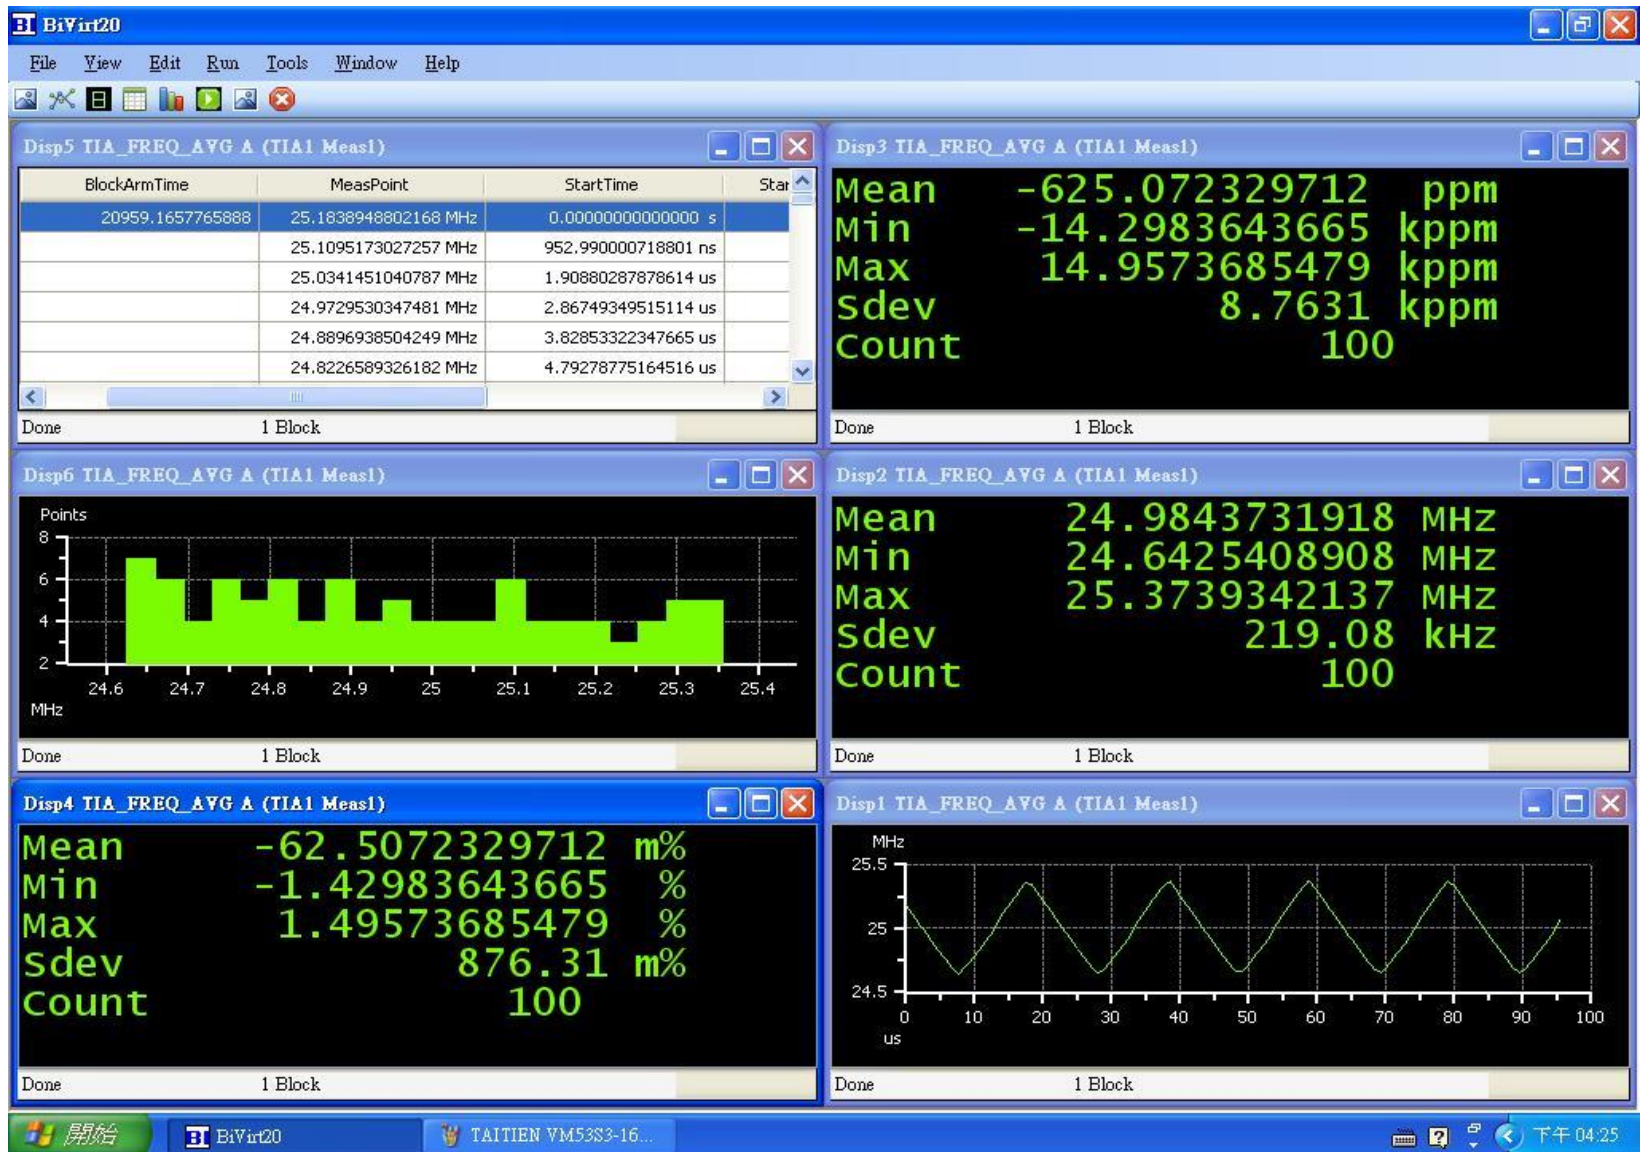 BiVirt20
File View Edit Run Tools Window Help
Disp5 TIA_FREQ_AVG A (TIA1 Meas1)
BlockArmTime MeasPoint StartTime Star
20959.1657765888 25.1838948802168 MHz 0.00000000000000 s
25.1095173027257 MHz 952.990000718801 ns
25.0341451040787 MHz 1.90880287878614 us
24.9729530347481 MHz 2.86749349515114 us
24.8896938504249 MHz 3.82853322347665 us
24.8226589326182 MHz 4.79278775164516 us
Done 1 Block
Disp3 TIA_FREQ_AVG A (TIA1 Meas1)
Mean -625.072329712 ppm
Min -14.2983643665 kppm
Max 14.9573685479 kppm
Sdev 8.7631 kppm
Count 100
Done 1 Block
Disp6 TIA_FREQ_AVG A (TIA1 Meas1)
Points
8
6
4
2
24.6 24.7 24.8 24.9 25 25.1 25.2 25.3 25.4
MHz
Done 1 Block
Disp2 TIA_FREQ_AVG A (TIA1 Meas1)
Mean 24.9843731918 MHz
Min 24.6425408908 MHz
Max 25.3739342137 MHz
Sdev 219.08 kHz
Count 100
Done 1 Block
Disp4 TIA_FREQ_AVG A (TIA1 Meas1)
Mean -62.5072329712 m%
Min -1.42983643665 %
Max 1.49573685479 %
Sdev 876.31 m%
Count 100
Done 1 Block
Disp1 TIA_FREQ_AVG A (TIA1 Meas1)
MHz
25.5
25
24.5
0 10 20 30 40 50 60 70 80 90 100
us
Done 1 Block
開始 BiVirt20 TAITIEN VM53S3-16... 下午 04:25